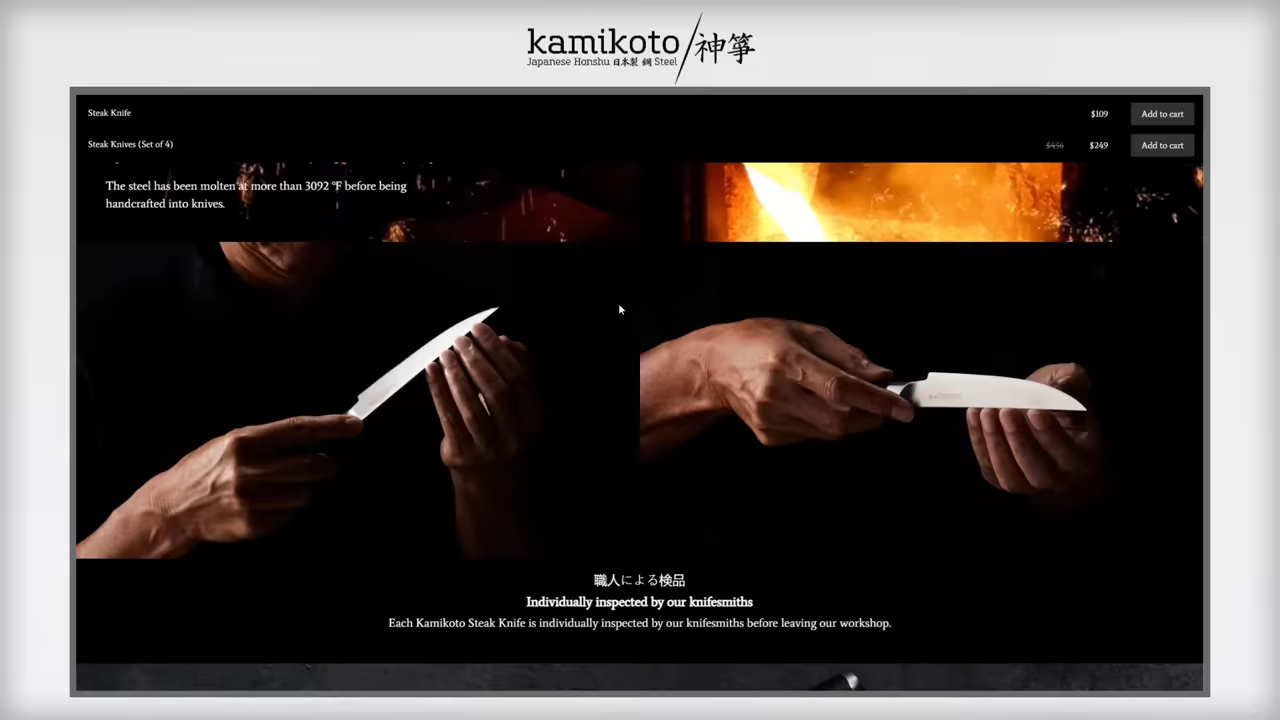 kamikoto/神箏
Japanese Honshu 日本製 鋼 Steel
Steak Knife $109 Add to cart
Steak Knives (Set of 4) $436 $249 Add to cart
The steel has been molten at more than 3092 °F before being
handcrafted into knives.
職人による検品
Individually inspected by our knifesmiths
Each Kamikoto Steak Knife is individually inspected by our knifesmiths before leaving our workshop.